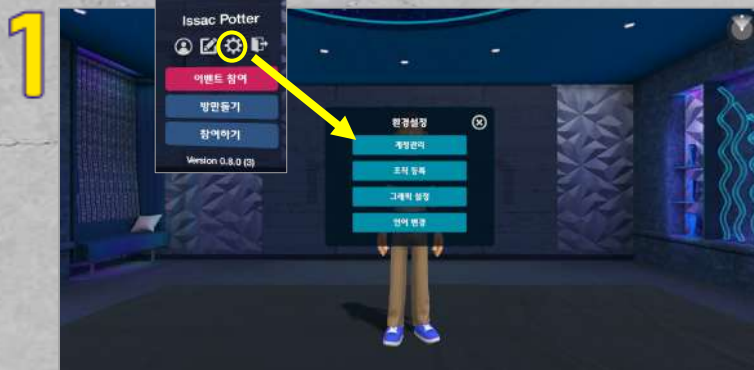 1
Issac Potter
이벤트 참여
방만들기
참여하기
Version 0.8.0 (3)
환경설정
계정관리
조직 등록
그래픽 설정
언어 변경